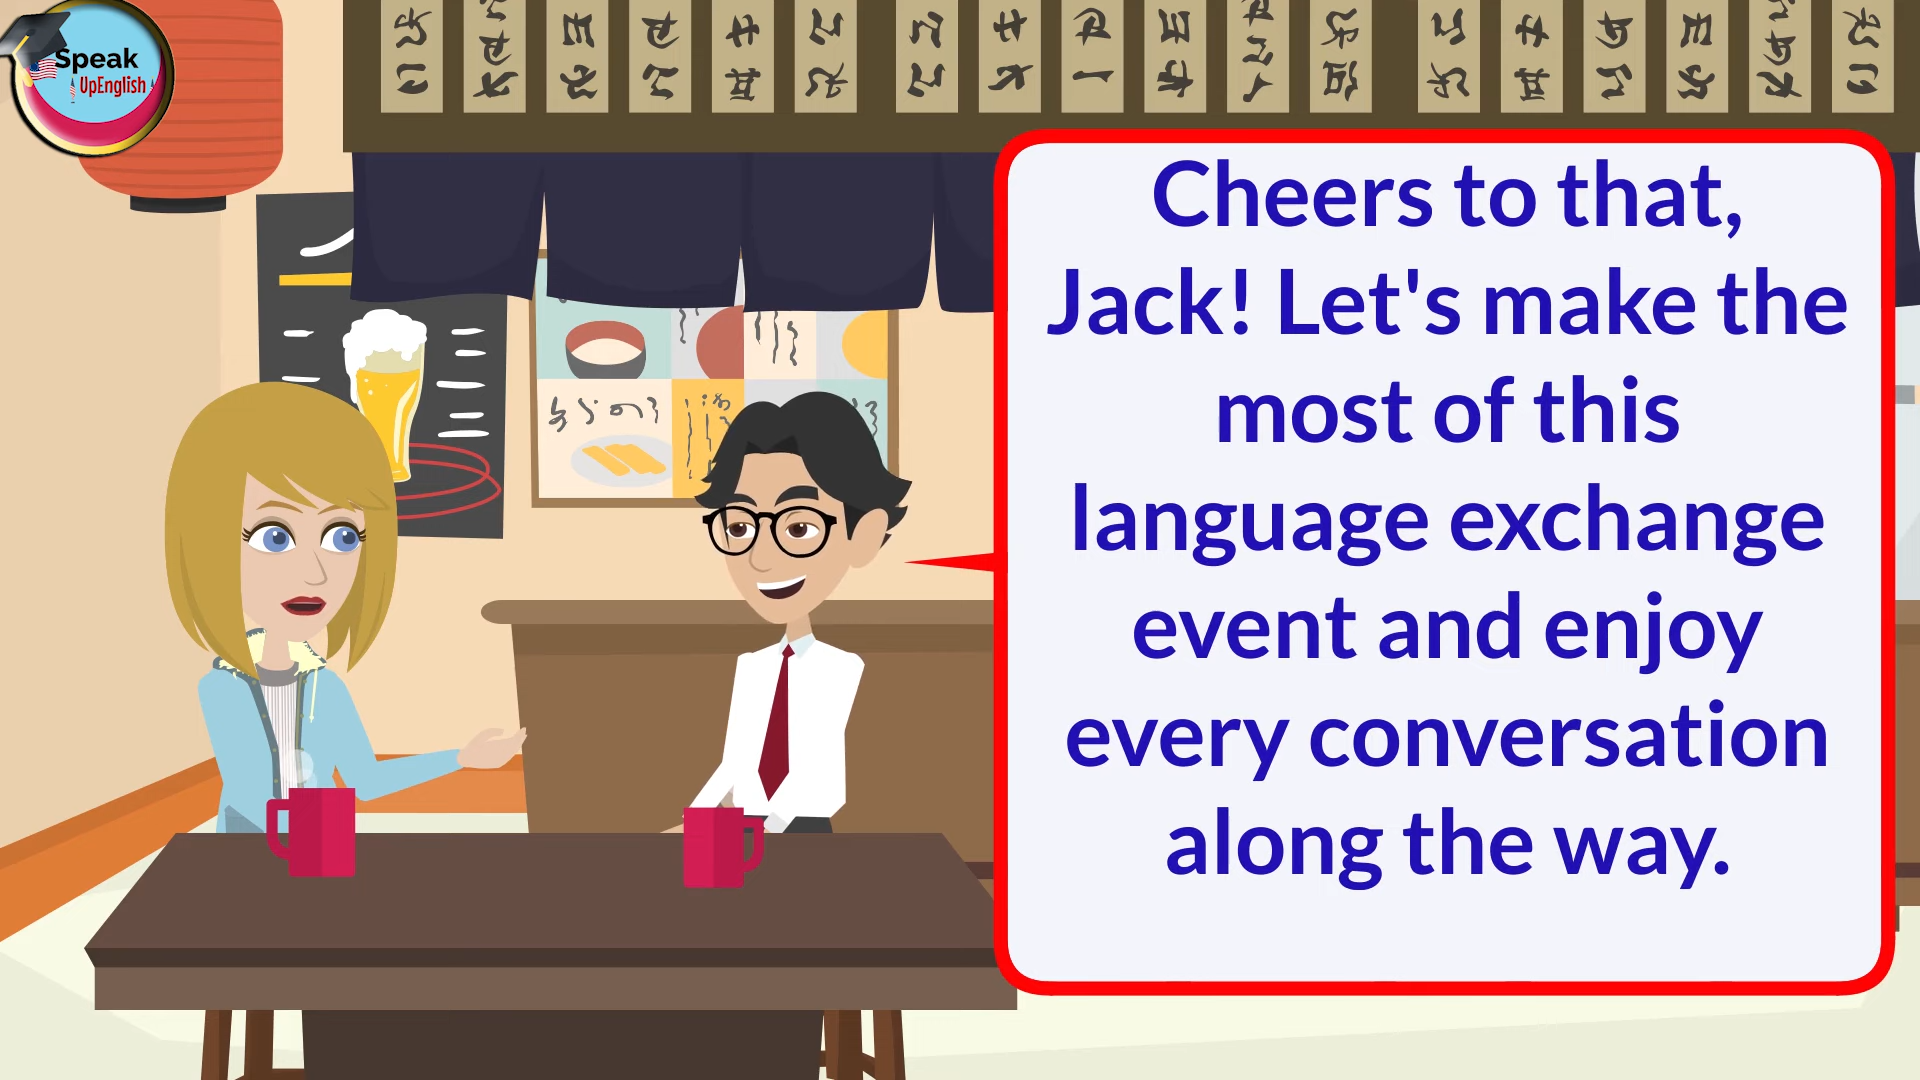 Speak
UpEnglish
Cheers to that,
Jack! Let's make the
most of this
language exchange
event and enjoy
every conversation
along the way.